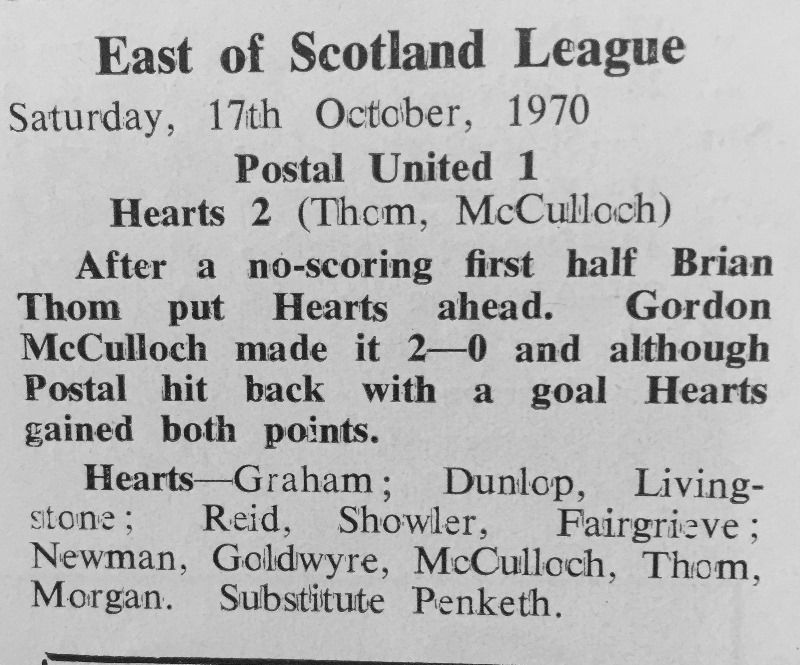 East of Scotland League
Saturday, 17th October, 1970
Postal United 1
Hearts 2 (Thom, McCulloch)
After a no-scoring first half Brian
Thom put Hearts ahead. Gordon
McCulloch made it 2—0 and although
Postal hit back with a goal Hearts
gained both points.
Hearts—Graham; Dunlop, Living-
stone; Reid, Showler, Fairgrieve;
Newman, Goldwyre, McCulloch, Thom,
Morgan. Substitute Penketh.